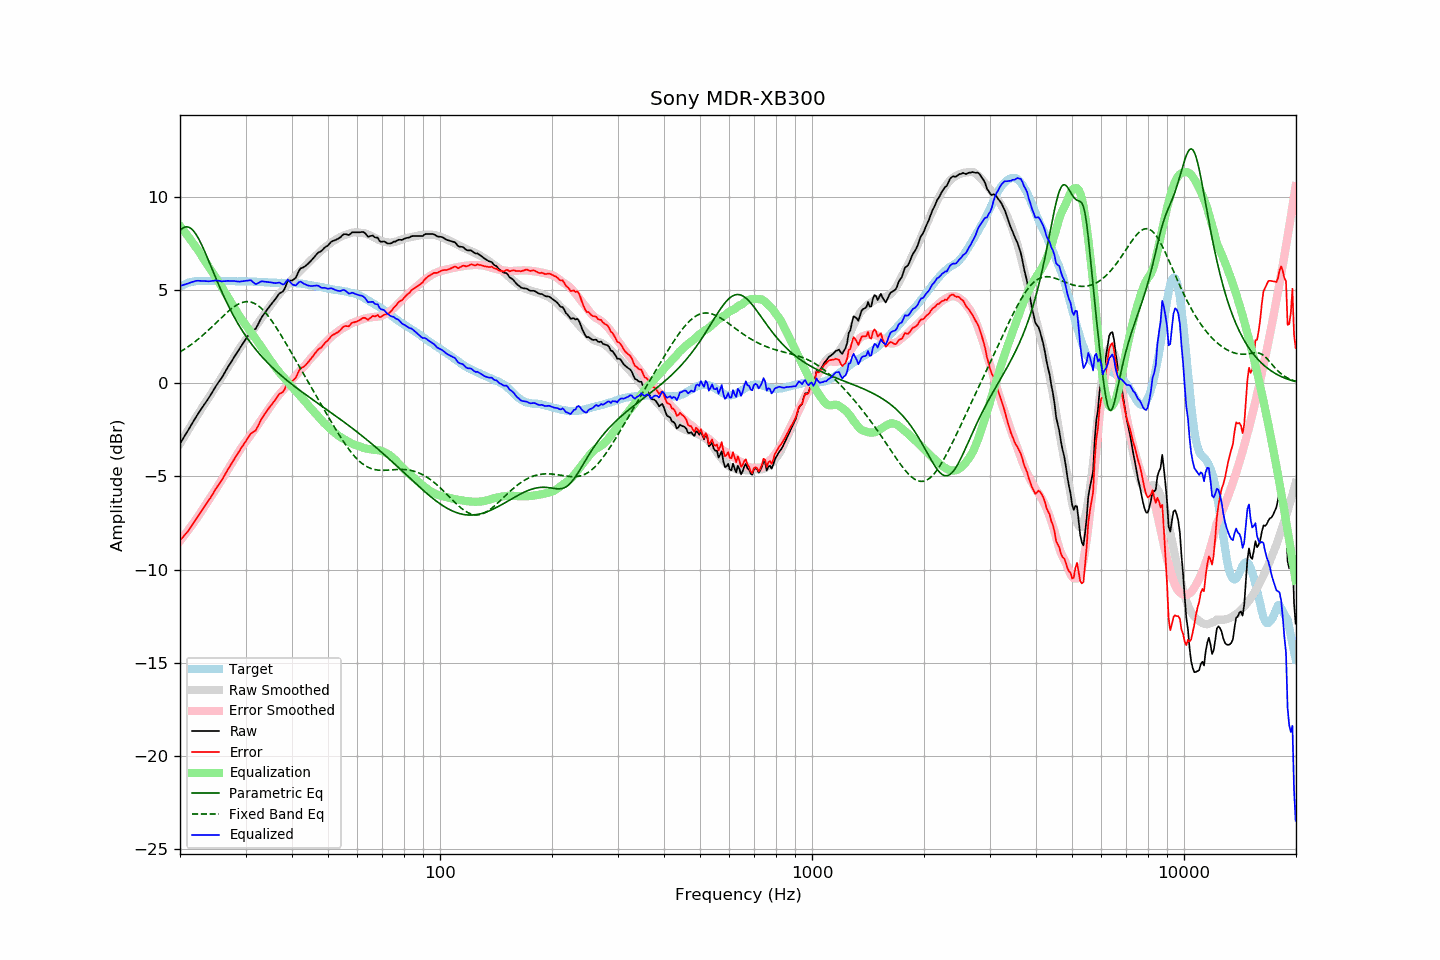 Sony MDR-XB300
Amplitude (dBr)
10
5
0
−5
−10
−15
−20
−25
Target
Raw Smoothed
Error Smoothed
Raw
Error
Equalization
Parametric Eq
Fixed Band Eq
Equalized
100
1000
10000
Frequency (Hz)